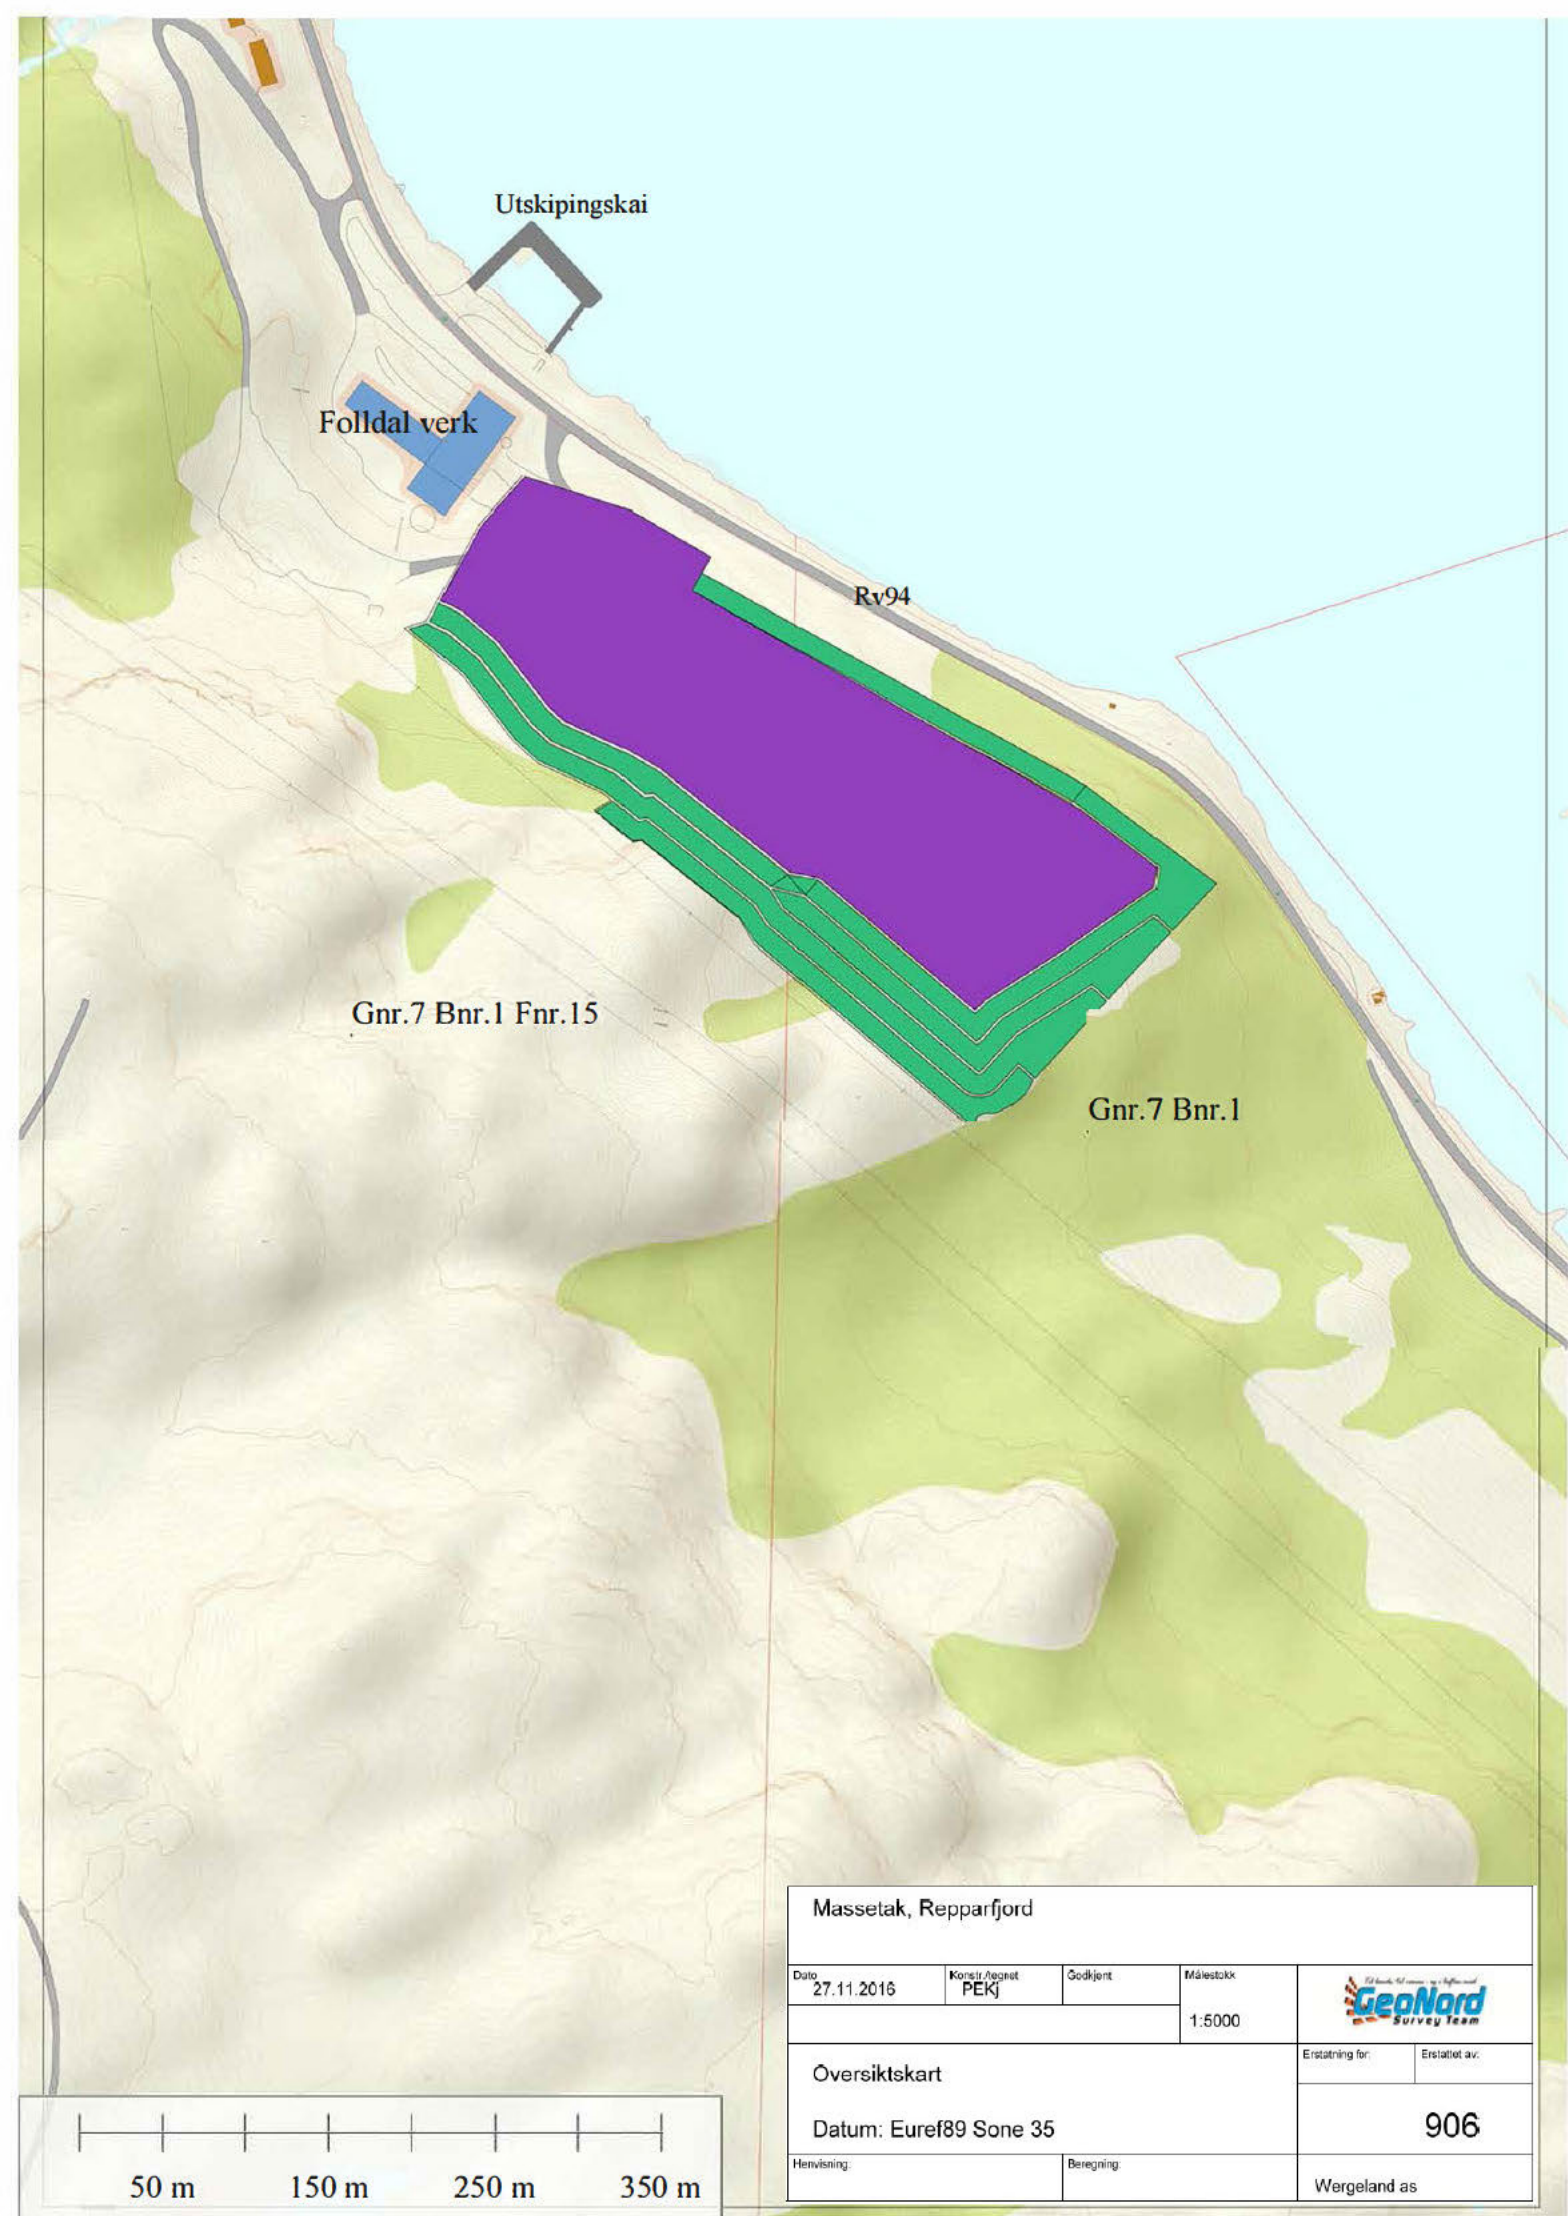 Utskipingskai
Folldal verk
Rv94
Gnr.7 Bnr.1 Fnr.15
Gnr.7 Bnr.1
Massetak, Repparfjord
Dato
27.11.2016
Konstr./tegnet
PEKj
Godkjent
Målestokk
1:5000
GeoNord
Survey Team
Oversiktskart
Datum: Euref89 Sone 35
Erstatning for:
Erstattet av:
906
Henvisning:
Beregning:
Wergeland as
50 m 150 m 250 m 350 m